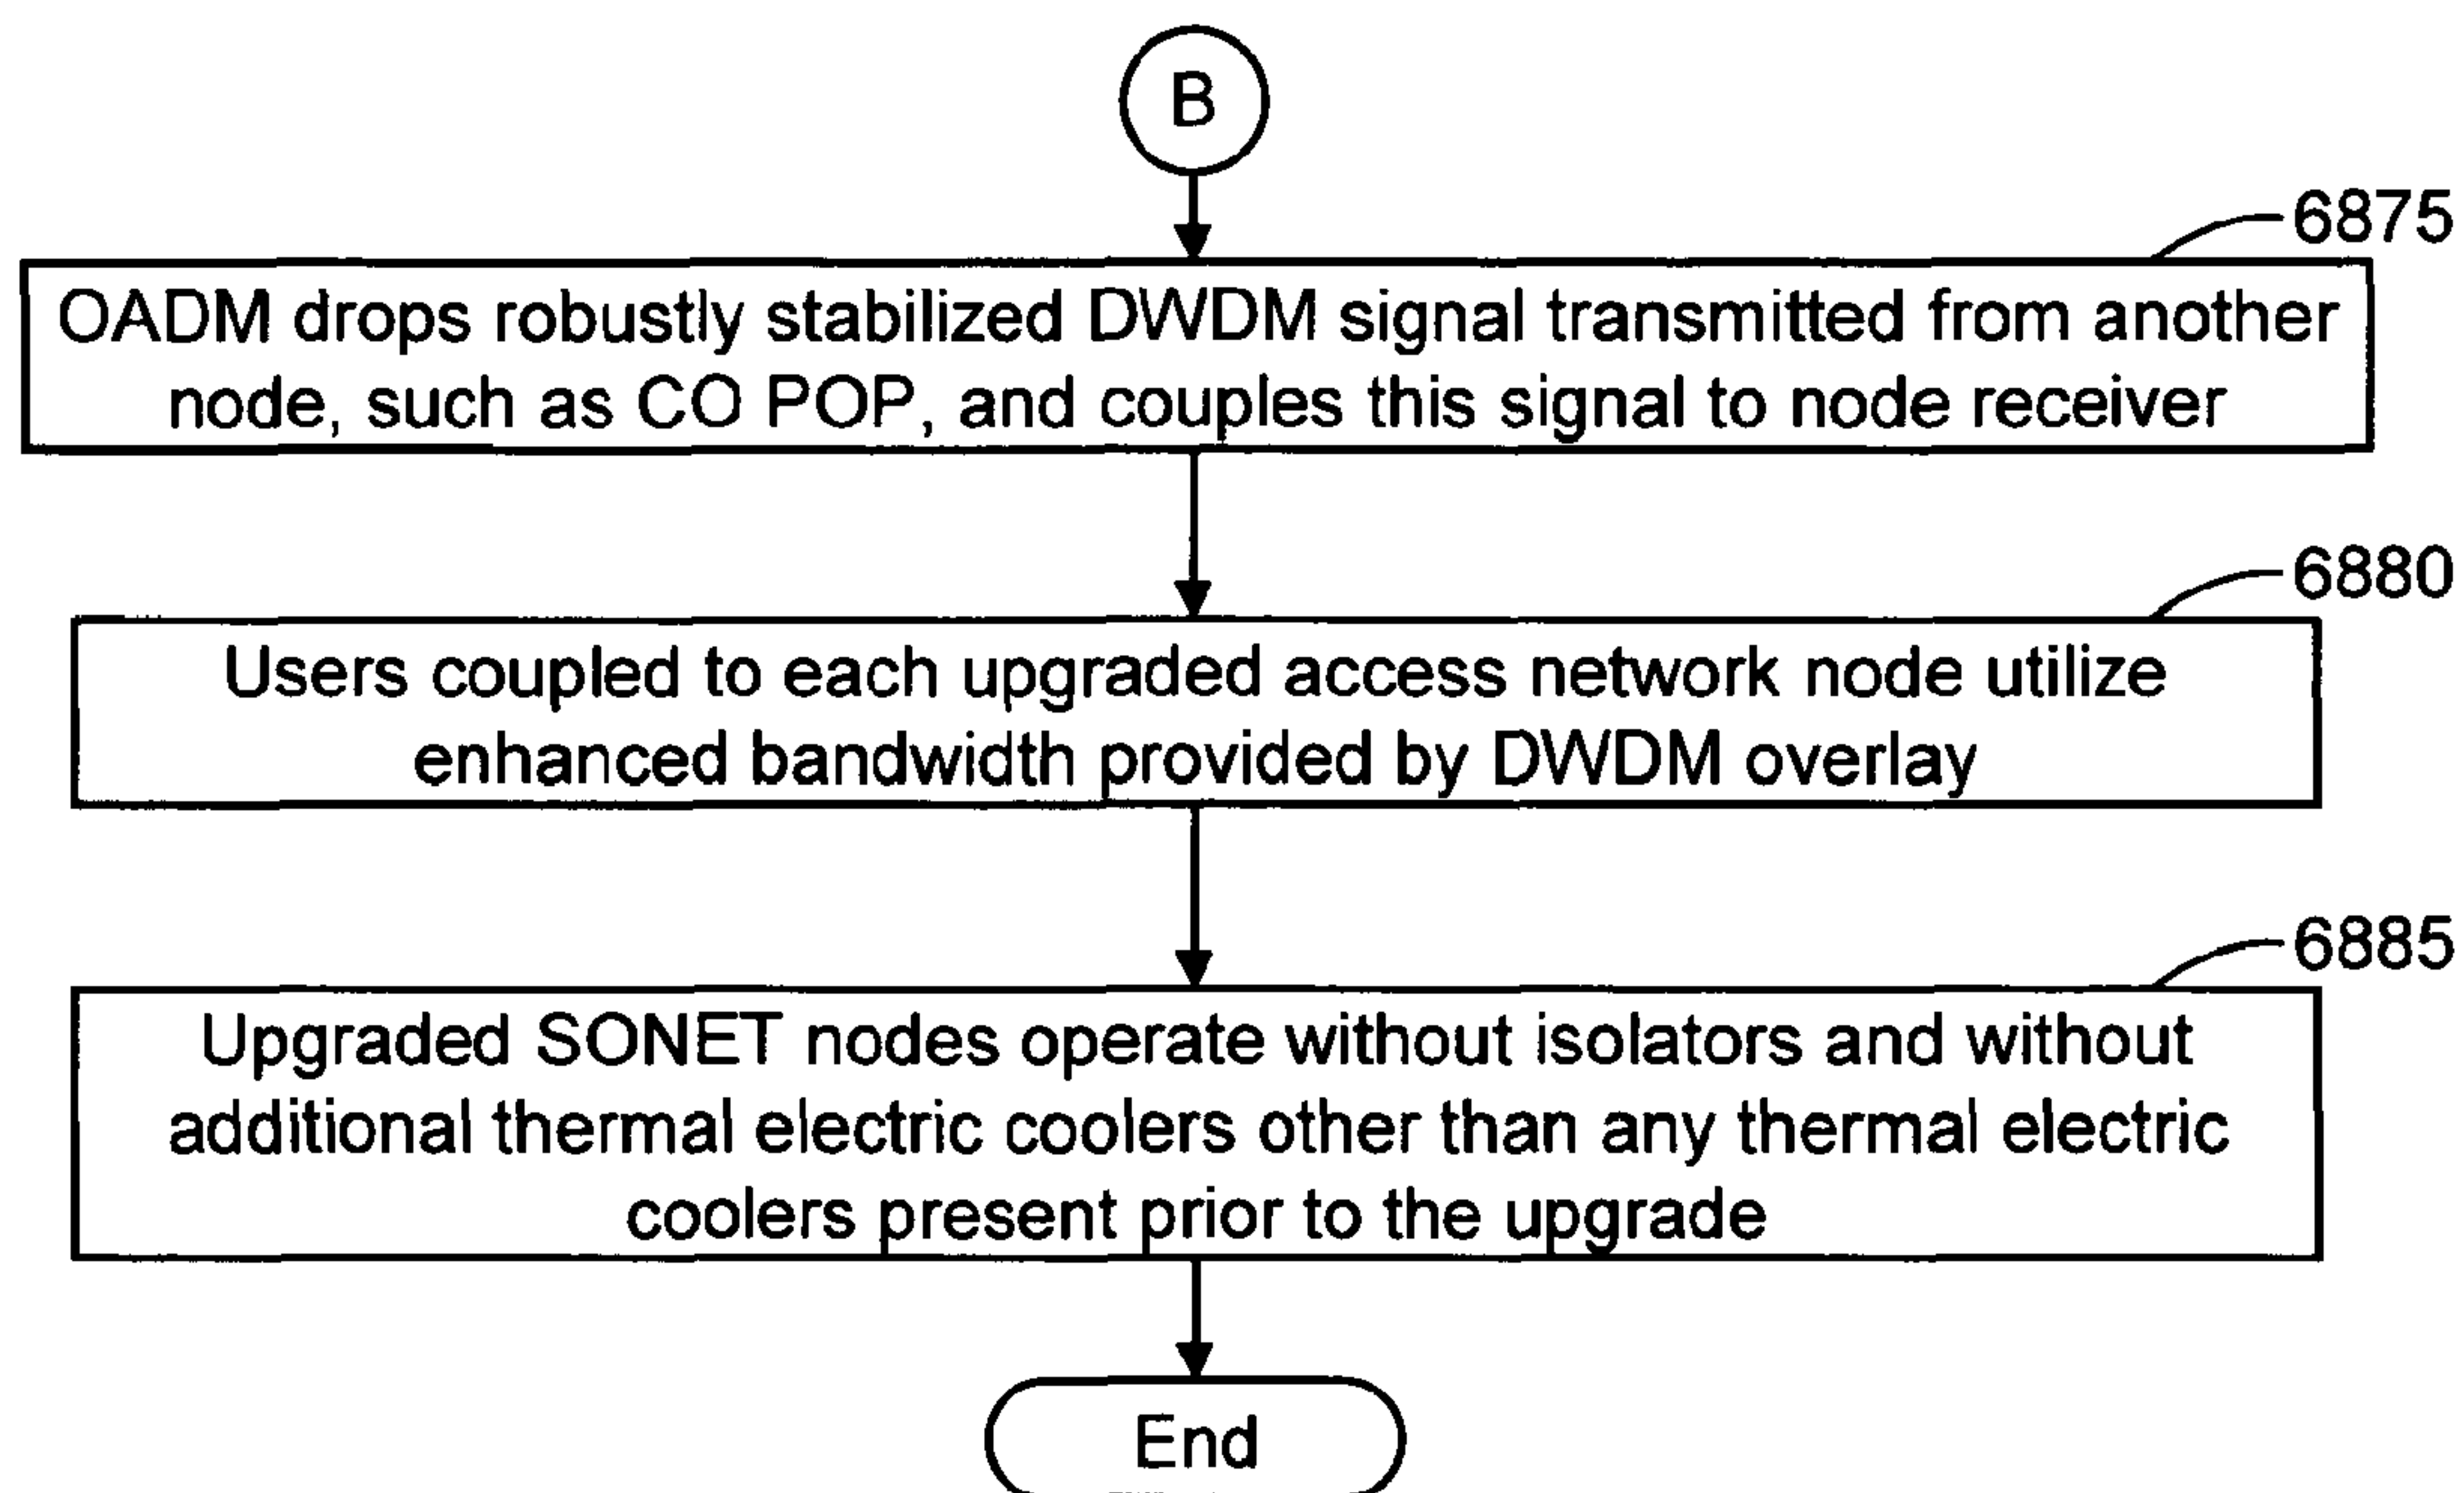 B
6875
OADM drops robustly stabilized DWDM signal transmitted from another
node, such as CO POP, and couples this signal to node receiver
6880
Users coupled to each upgraded access network node utilize
enhanced bandwidth provided by DWDM overlay
6885
Upgraded SONET nodes operate without isolators and without
additional thermal electric coolers other than any thermal electric
coolers present prior to the upgrade
End